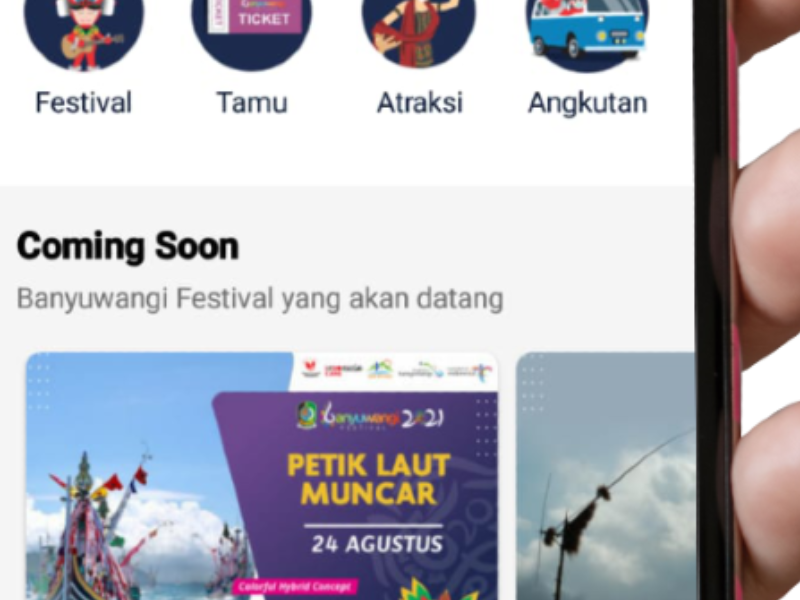 TICKET
Festival
Tamu
Atraksi
Angkutan
Coming Soon
Banyuwangi Festival yang akan datang
Banyuwangi 2021
FESTIVAL
PETIK LAUT
MUNCAR
24 AGUSTUS
Colorful Hybrid Concept